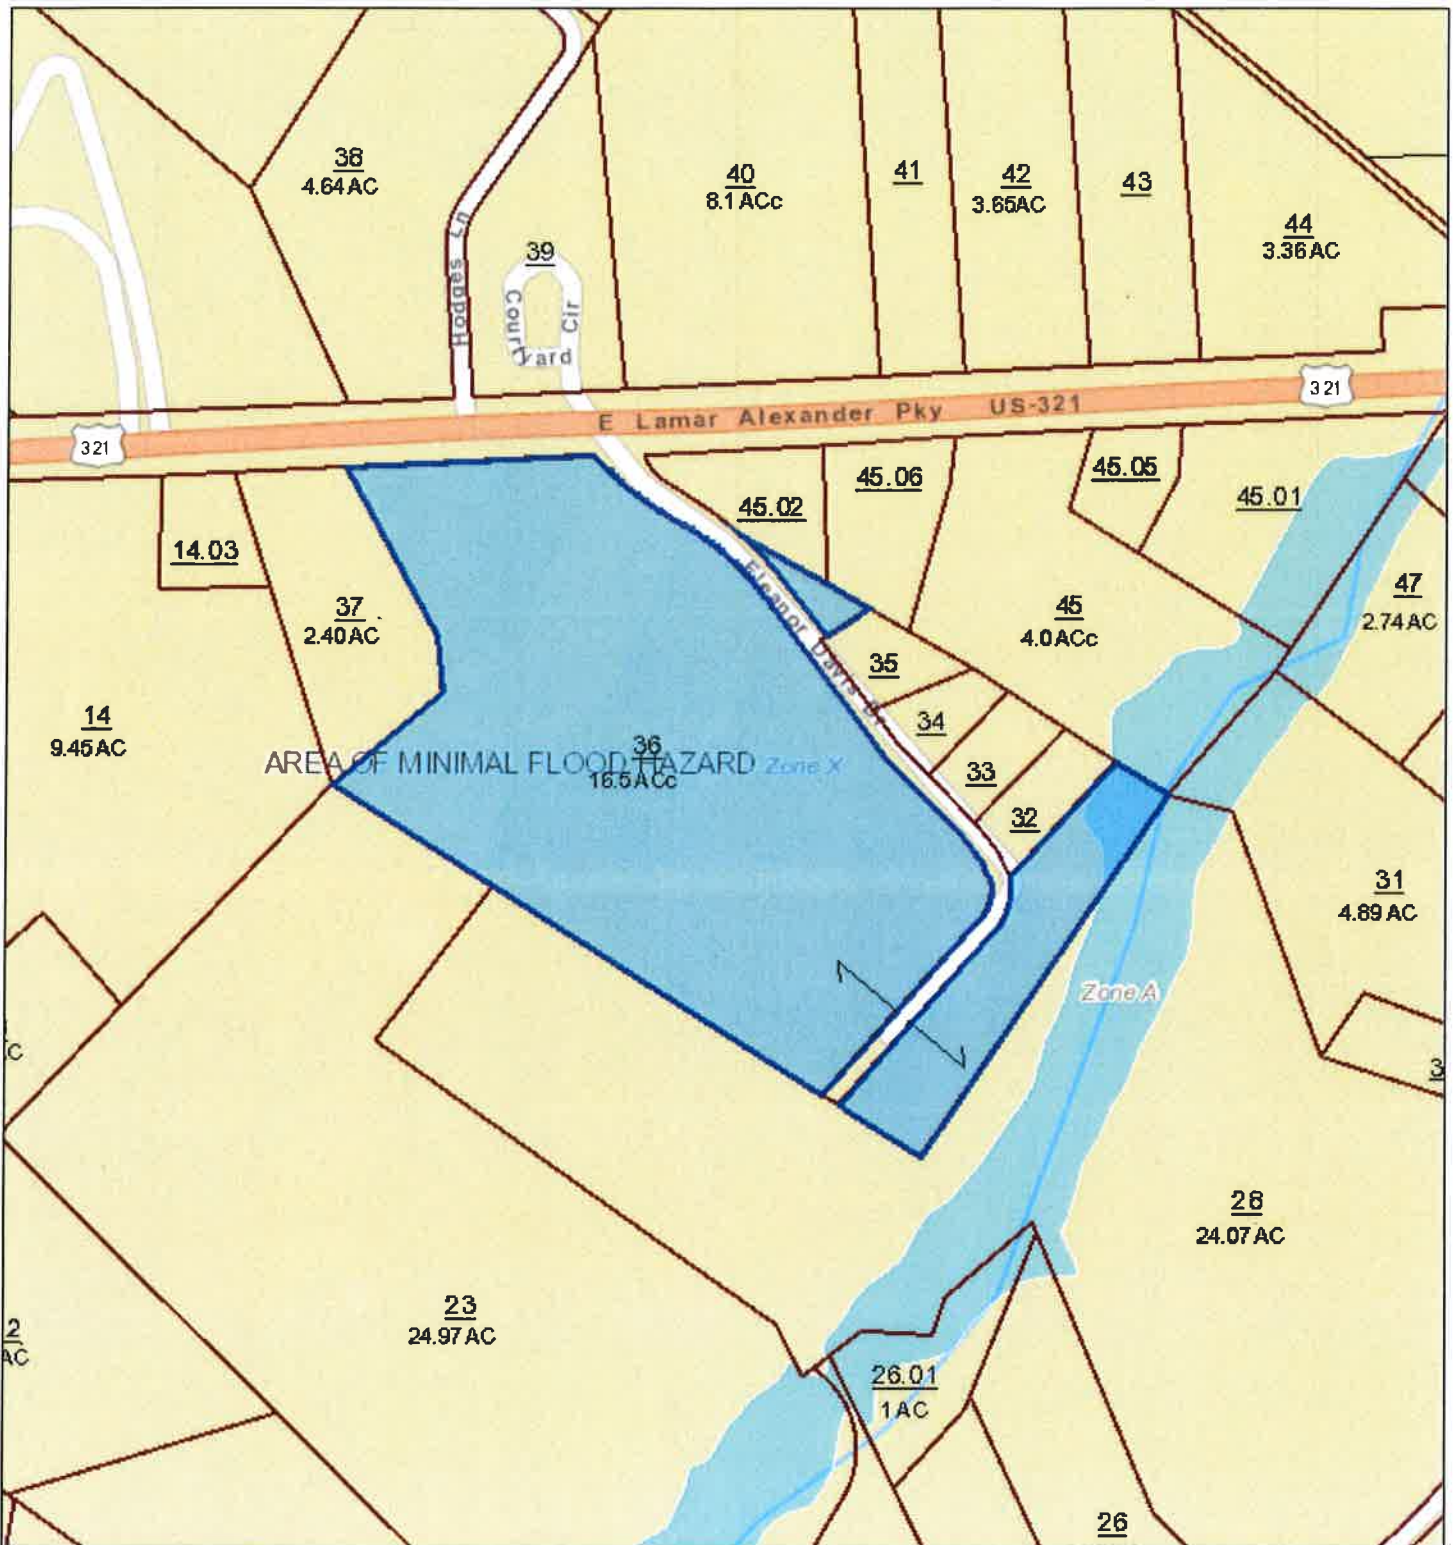 38
4.64 AC
40
8.1 ACc
41
42
3.65AC
43
44
3.36 AC
39
Hodges Ln
Courtyard Cir
E Lamar Alexander Pky US-321
321
321
45.02
45.06
45.05
45.01
14.03
37
2.40 AC
47
2.74 AC
45
4.0 ACc
Eleanor Davis Dr
35
34
33
32
14
9.45 AC
36
AREA OF MINIMAL FLOOD HAZARD Zone X
16.5 ACc
31
4.89 AC
Zone A
C
3
28
24.07 AC
23
24.97 AC
2
AC
26.01
1 AC
26